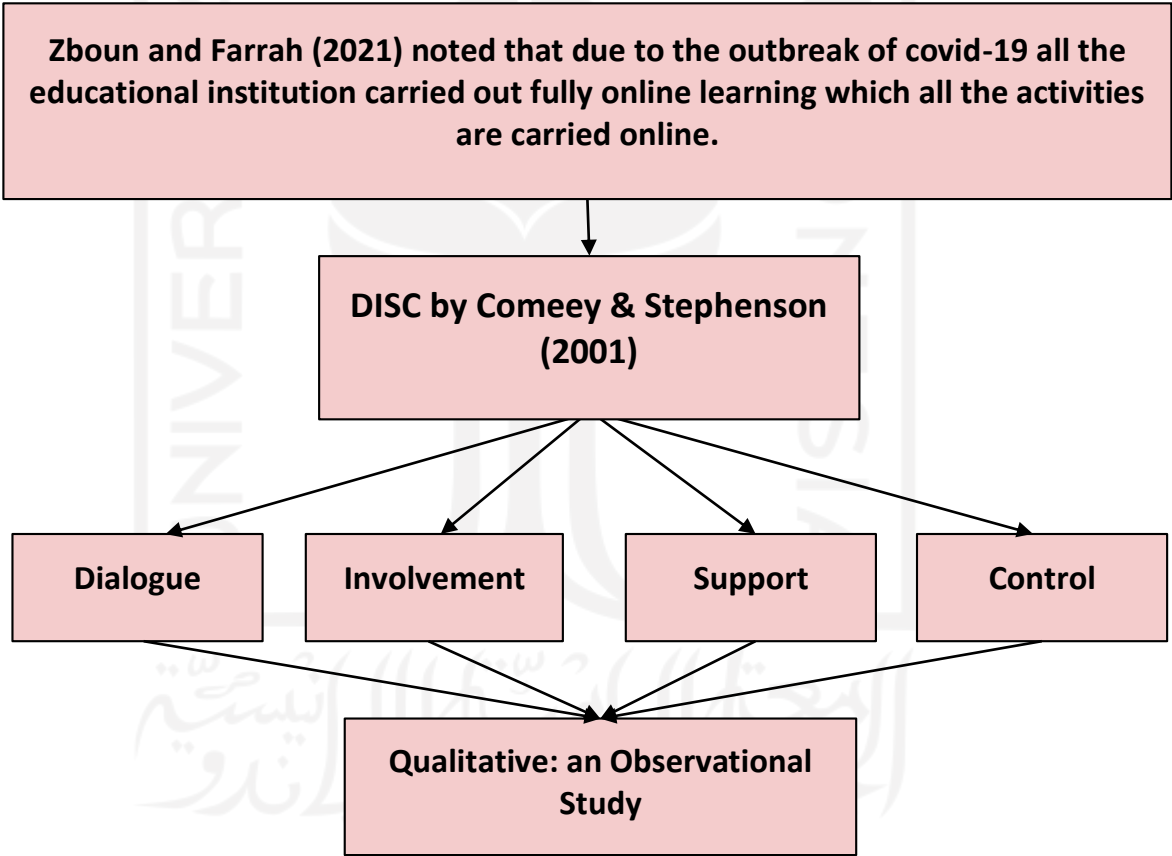 Zboun and Farrah (2021) noted that due to the outbreak of covid-19 all the
educational institution carried out fully online learning which all the activities
are carried online.
DISC by Comeey & Stephenson
(2001)
Dialogue
Involvement
Support
Control
Qualitative: an Observational
Study